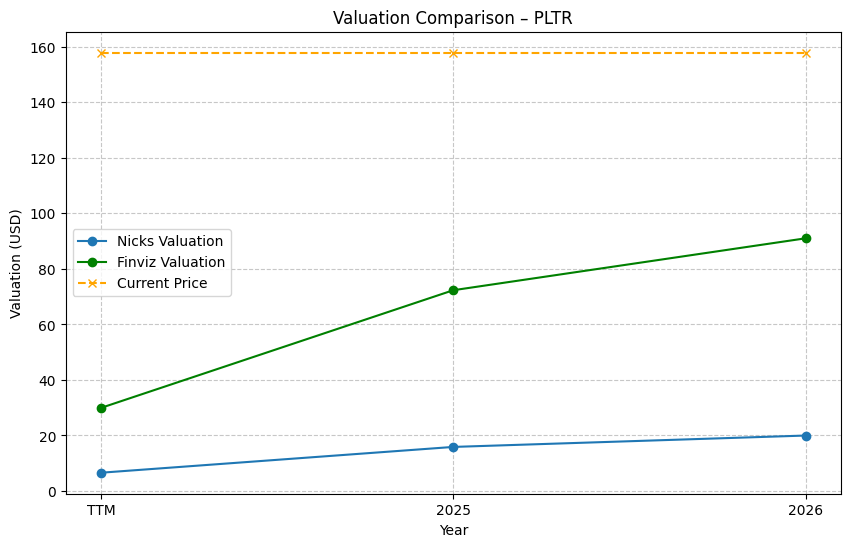 Valuation Comparison – PLTR
Valuation (USD)
160
140
120
100
80
60
40
20
0
Nicks Valuation
Finviz Valuation
Current Price
TTM
2025
2026
Year